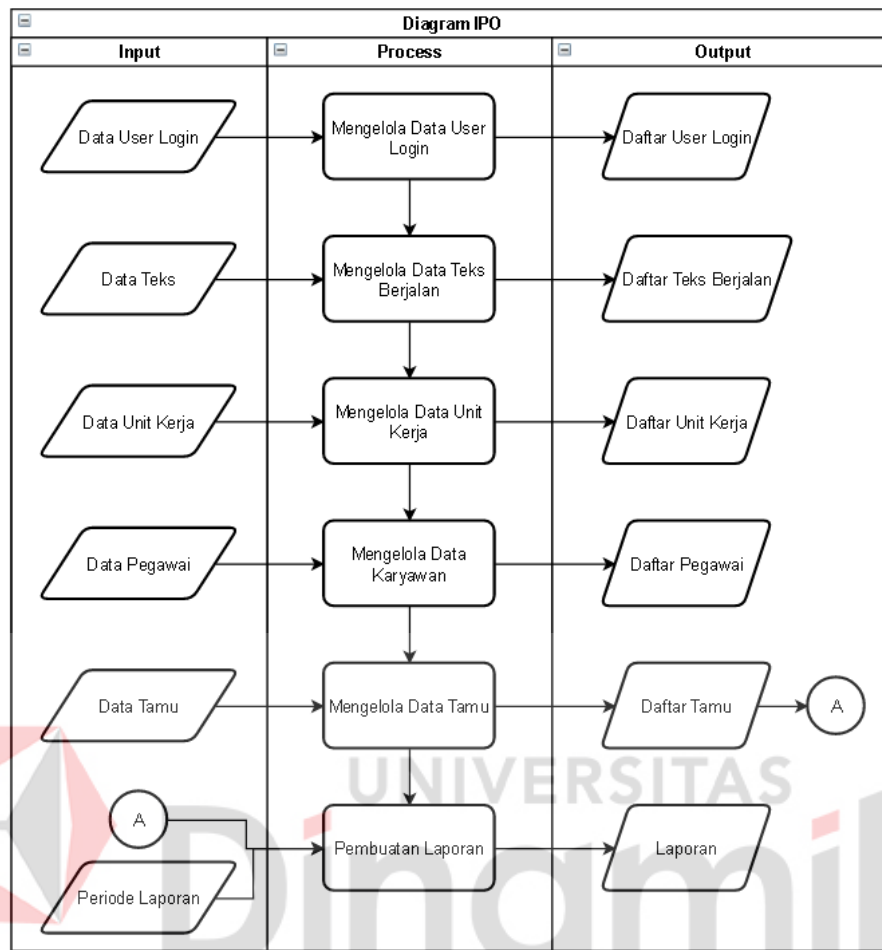 Diagram IPO
Input
Process
Output
Data User Login
Mengelola Data User
Login
Daftar User Login
Data Teks
Mengelola Data Teks
Berjalan
Daftar Teks Berjalan
Data Unit Kerja
Mengelola Data Unit
Kerja
Daftar Unit Kerja
Data Pegawai
Mengelola Data
Karyawan
Daftar Pegawai
Data Tamu
Mengelola Data Tamu
Daftar Tamu
A
UNIVERSITAS
Dinamik
A
Periode Laporan
Pembuatan Laporan
Laporan